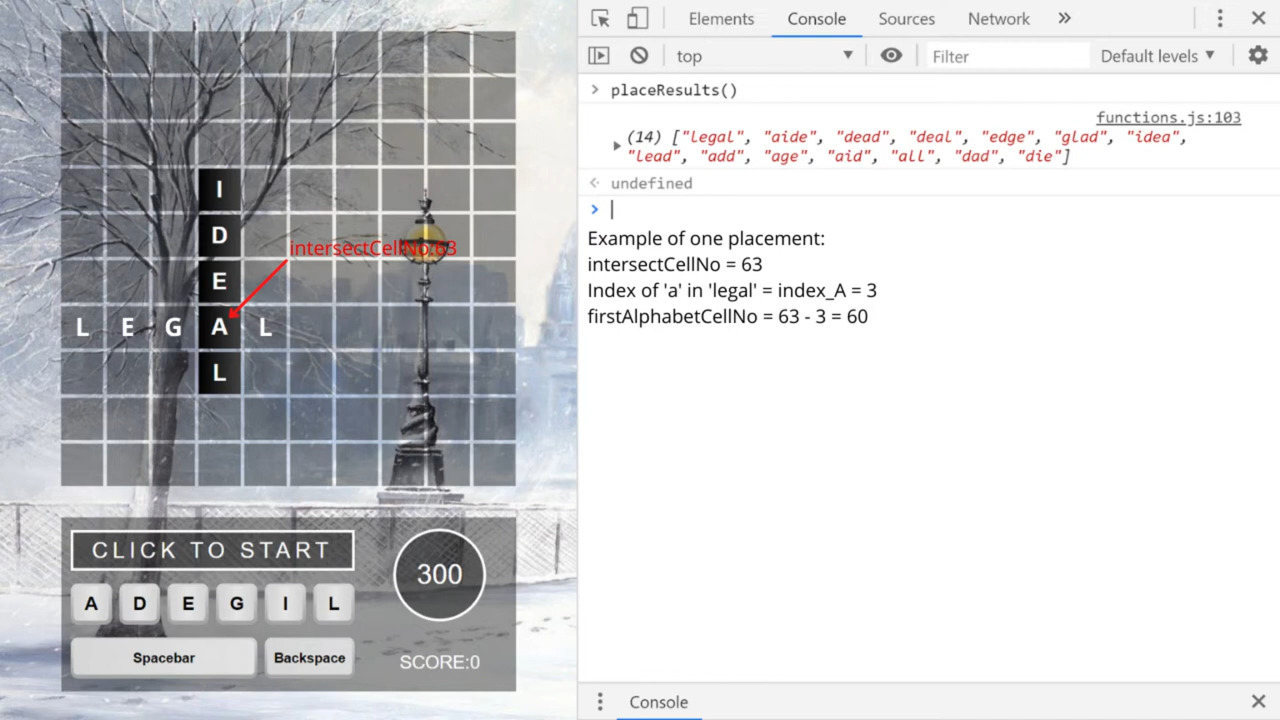 Elements Console Sources Network »
top Filter Default levels
placeResults()
functions.js:103
(14) ["legal", "aide", "dead", "deal", "edge", "glad", "idea",
"lead", "add", "age", "aid", "all", "dad", "die"]
undefined
Example of one placement:
intersectCellNo = 63
Index of 'a' in 'legal' = index_A = 3
firstAlphabetCellNo = 63 - 3 = 60
I
D
intersectCellNo:63
E
L E G A L
L
CLICK TO START
300
A D E G I L
Spacebar Backspace
SCORE:0
Console